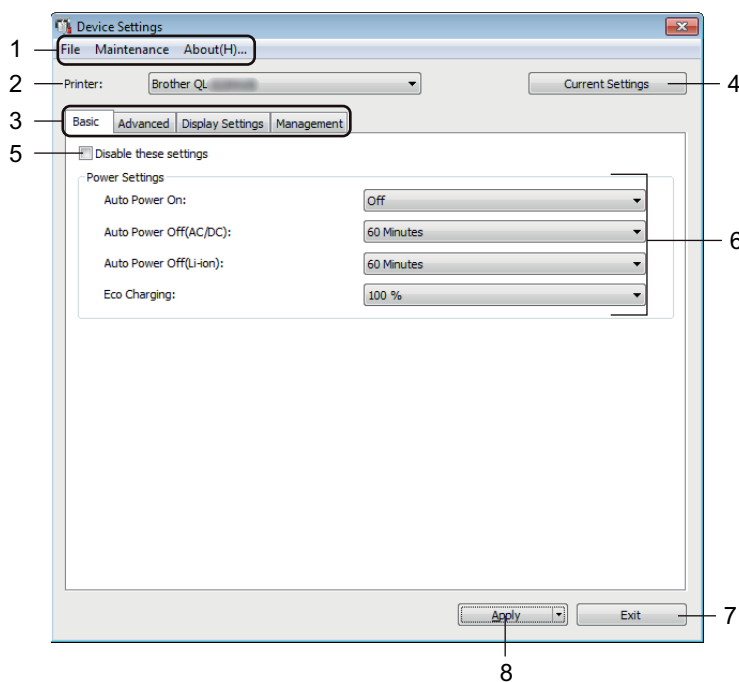 Device Settings
1
File Maintenance About(H)...
2
Printer: Brother QL
Current Settings
4
3
Basic Advanced Display Settings Management
5
Disable these settings
Power Settings
Auto Power On: Off
Auto Power Off(AC/DC): 60 Minutes
6
Auto Power Off(Li-ion): 60 Minutes
Eco Charging: 100 %
Apply
Exit
7
8